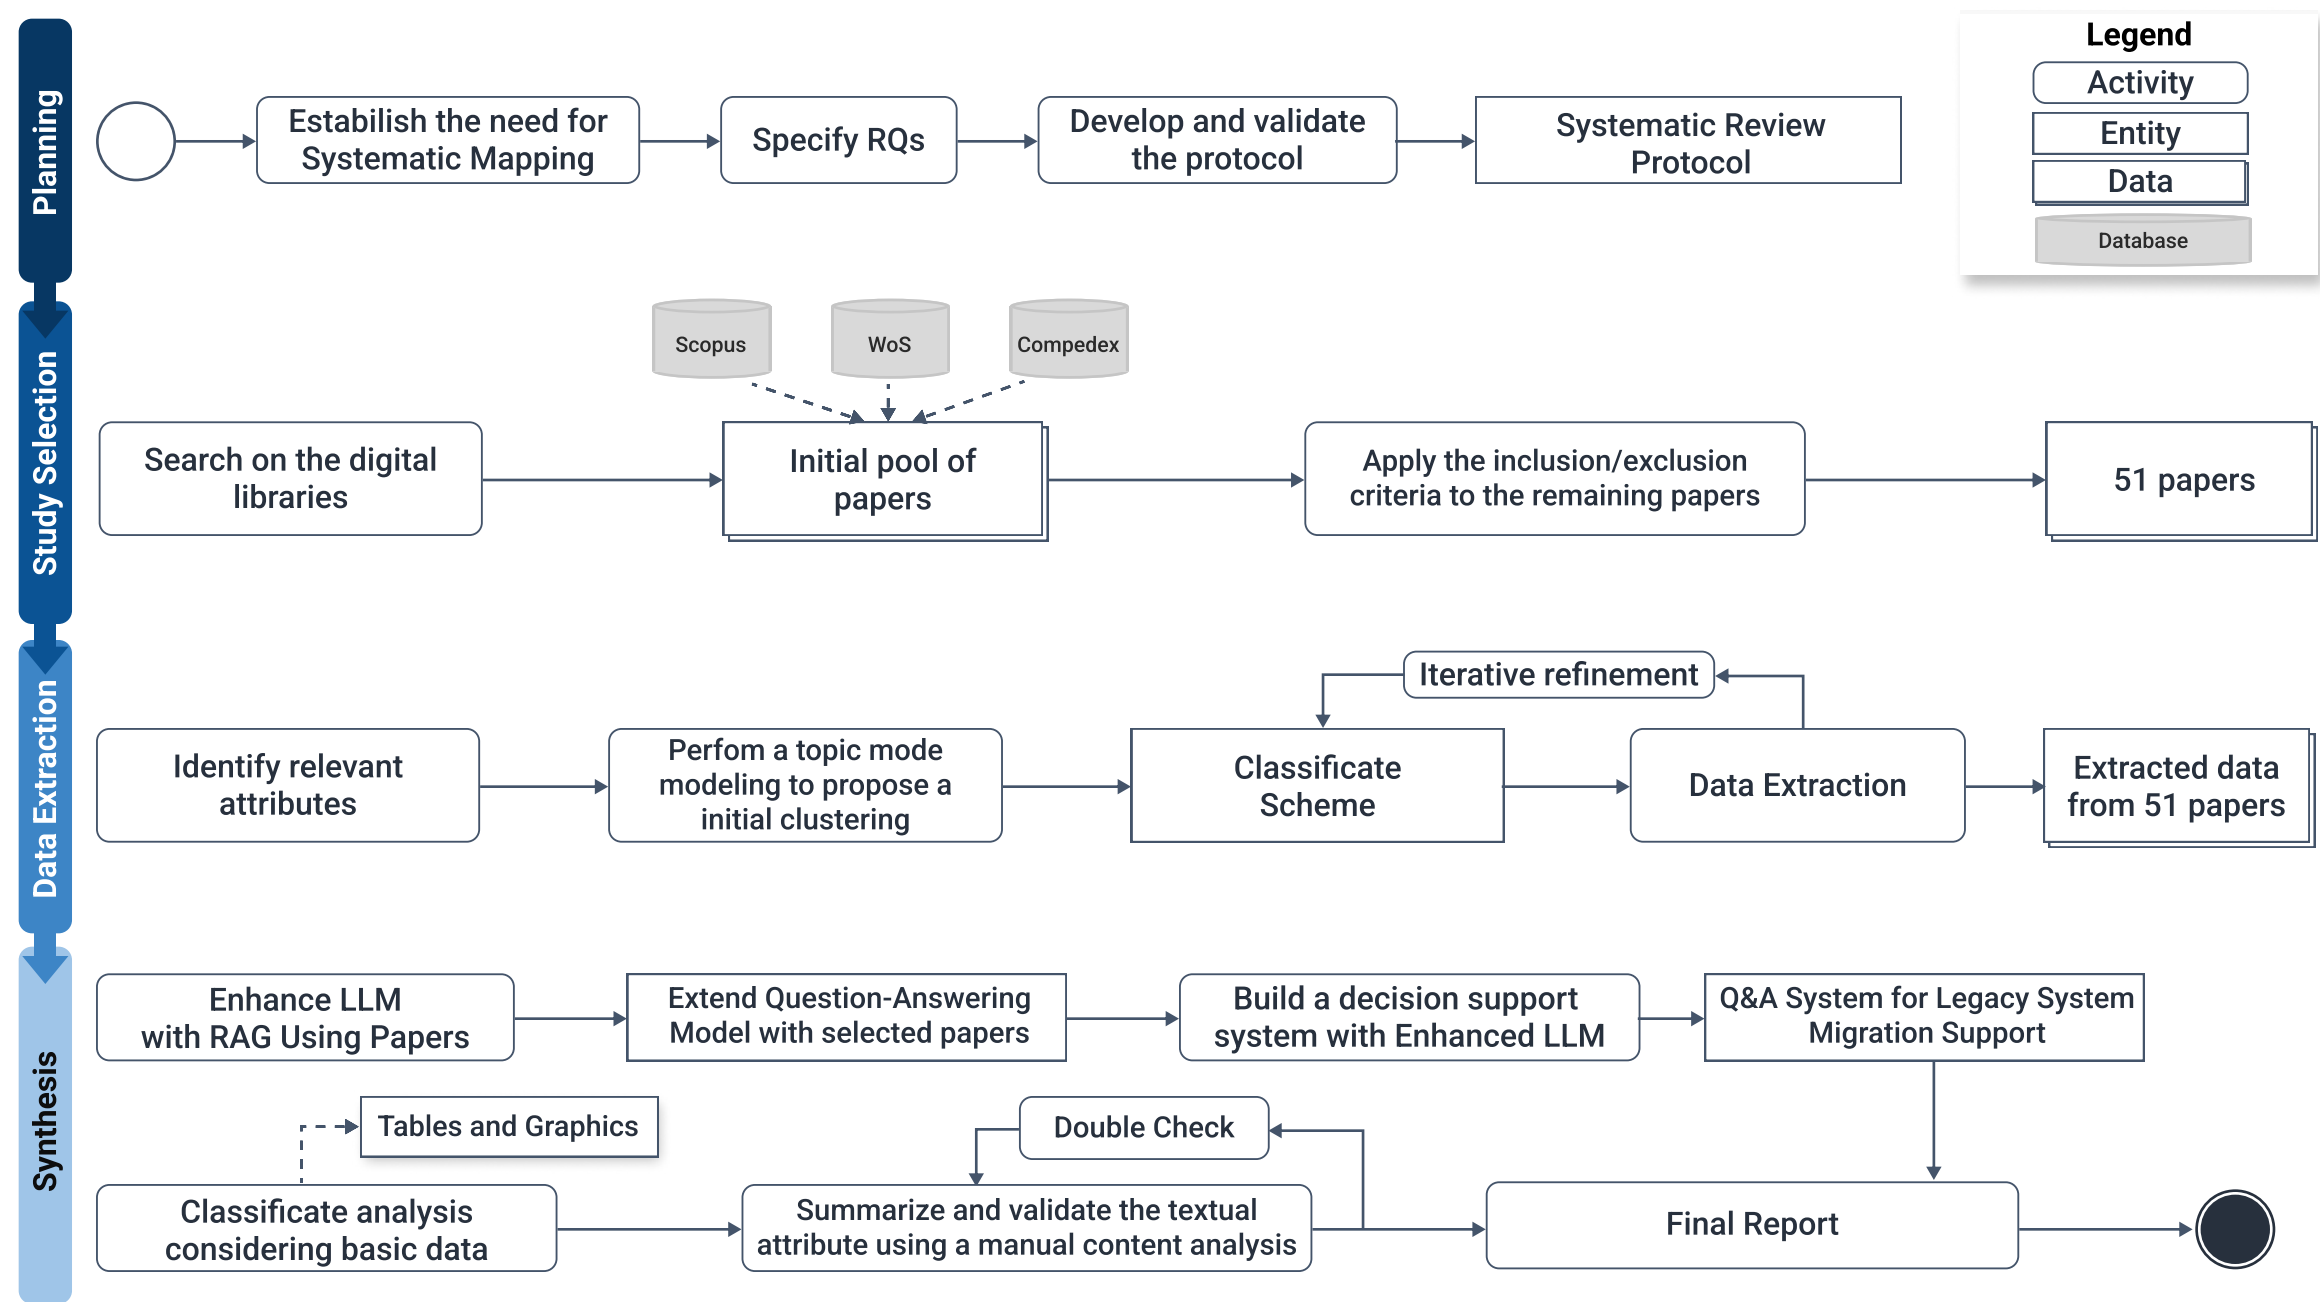 Planning
Estabilish the need for
Systematic Mapping
Specify RQs
Develop and validate
the protocol
Systematic Review
Protocol
Legend
Activity
Entity
Data
Database
Study Selection
Scopus
WoS
Compedex
Search on the digital
libraries
Initial pool of
papers
Apply the inclusion/exclusion
criteria to the remaining papers
51 papers
Data Extraction
Iterative refinement
Identify relevant
attributes
Perfom a topic mode
modeling to propose a
initial clustering
Classificate
Scheme
Data Extraction
Extracted data
from 51 papers
Synthesis
Enhance LLM
with RAG Using Papers
Extend Question-Answering
Model with selected papers
Build a decision support
system with Enhanced LLM
Q&A System for Legacy System
Migration Support
Tables and Graphics
Double Check
Classificate analysis
considering basic data
Summarize and validate the textual
attribute using a manual content analysis
Final Report